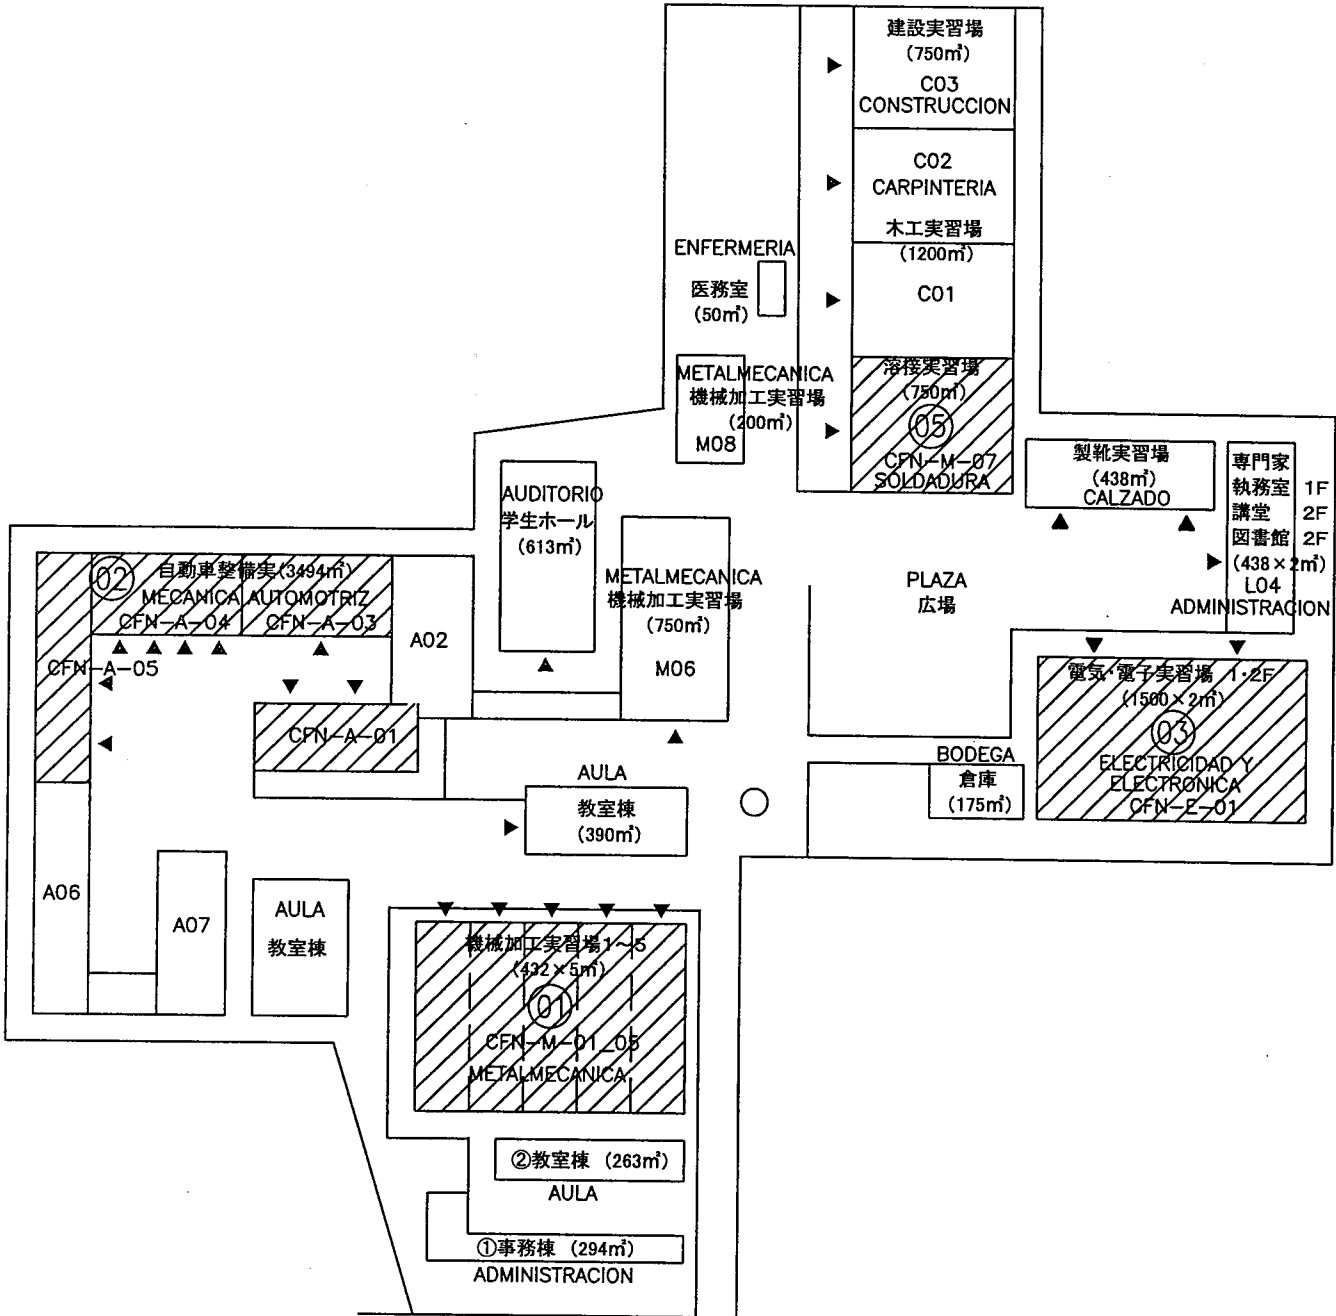 建設実習場
(750㎡)
C03
CONSTRUCCION
C02
CARPINTERIA
木工実習場
(1200㎡)
C01
ENFERMERIA
医務室
(50㎡)
METALMECANICA
機械加工実習場
(200㎡)
M08
溶接実習場
(750㎡)
05
CFN-M-07
SOLDADURA
製靴実習場
(438㎡)
CALZADO
専門家
執務室 1F
講堂 2F
図書館 2F
(438×2㎡)
L04
ADMINISTRACION
AUDITORIO
学生ホール
(613㎡)
METALMECANICA
機械加工実習場
(750㎡)
M06
PLAZA
広場
02
自動車整備実(3494㎡)
MECANICA AUTOMOTRIZ
CFN-A-04 CFN-A-03
A02
CFN-A-05
CFN-A-01
電気・電子実習場 1・2F
(1500×2㎡)
03
ELECTRICIDAD Y
ELECTRONICA
CFN-E-01
BODEGA
倉庫
(175㎡)
AULA
教室棟
(390㎡)
A06
A07
AULA
教室棟
機械加工実習場1~5
(432×5㎡)
01
CFN-M-01_05
METALMECANICA
②教室棟 (263㎡)
AULA
①事務棟 (294㎡)
ADMINISTRACION